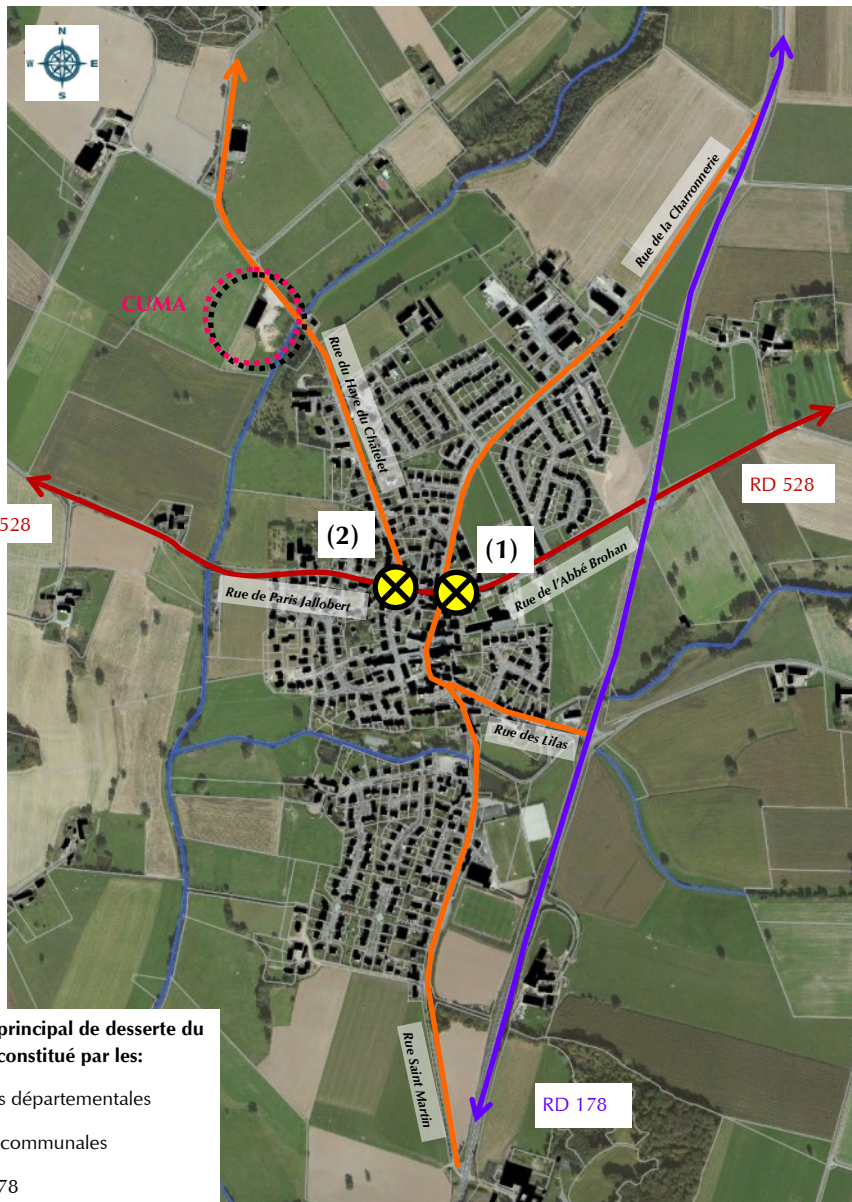 N
W E
S
Rue de la Charronnerie
CUMA
Rue du Haye du Châtelet
RD 528
528
(2)
(1)
Rue de l'Abbé Brohan
Rue de Paris Jallobert
Rue des Lilas
Rue Saint Martin
RD 178
principal de desserte du
constitué par les:
s départementales
communales
78